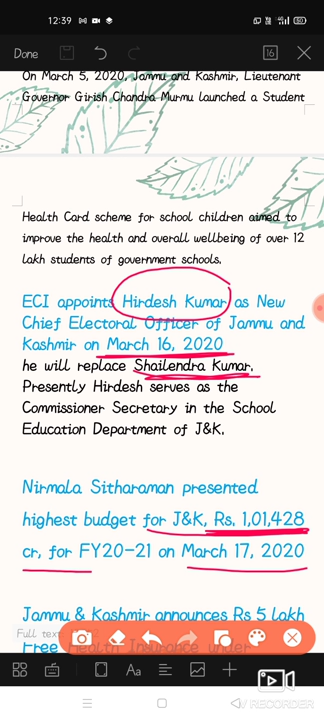 12:39
Done
16
On March 5, 2020, Jammu and Kashmir, Lieutenant
Governor Girish Chandra Murmu launched a Student
Health Card scheme for school children aimed to
improve the health and overall wellbeing of over 12
lakh students of government schools.
ECI appoints Hirdesh Kumar as New
Chief Electoral Officer of Jammu and
Kashmir on March 16, 2020
he will replace Shailendra Kumar.
Presently Hirdesh serves as the
Commissioner Secretary in the School
Education Department of J&K.
Nirmala Sitharaman presented
highest budget for J&K, Rs. 1,01,428
cr, for FY20-21 on March 17, 2020
Jammu & Kashmir announces Rs 5 lakh
Free Health Insurance under
Full text
Aa
RECORDER